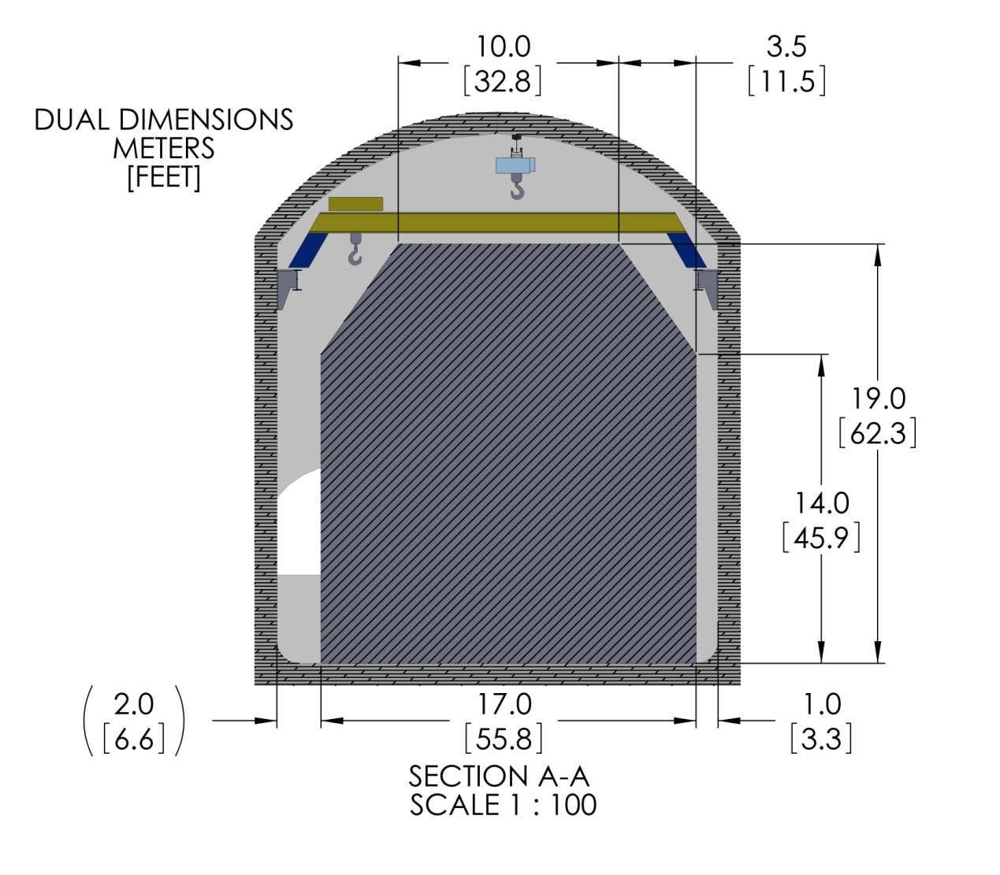 10.0
[32.8]
3.5
[11.5]
DUAL DIMENSIONS
METERS
[FEET]
19.0
[62.3]
14.0
[45.9]
(2.0
[6.6])
17.0
[55.8]
1.0
[3.3]
SECTION A-A
SCALE 1 : 100